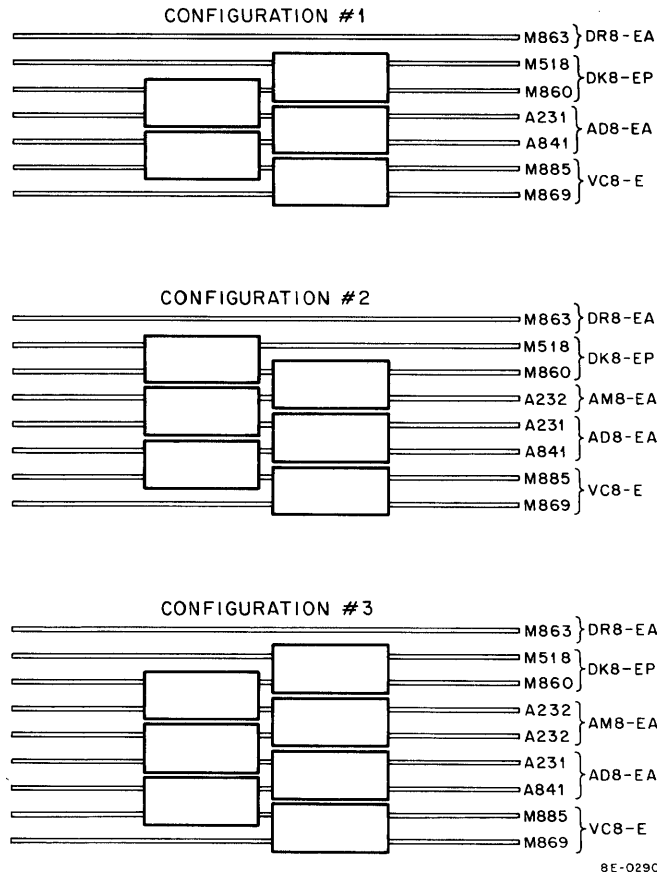 CONFIGURATION #1
M863 } DR8-EA
M518
DK8-EP
M860
A231
AD8-EA
A841
M885
VC8-E
M869
CONFIGURATION #2
M863 } DR8-EA
M518
DK8-EP
M860
A232 } AM8-EA
A231
AD8-EA
A841
M885
VC8-E
M869
CONFIGURATION #3
M863 } DR8-EA
M518
DK8-EP
M860
A232
AM8-EA
A232
A231
AD8-EA
A841
M885
VC8-E
M869
8E-0290